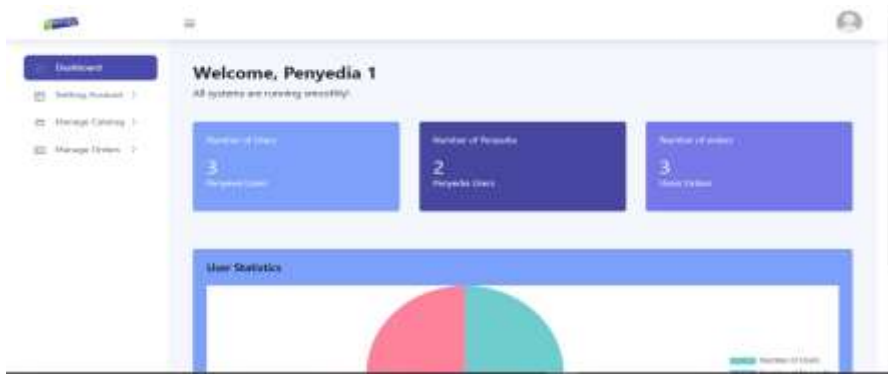 Dashboard
Welcome, Penyedia 1
All systems are running smoothly!
Setting Account
Manage Catalog
Manage Orders
Number of Users
3
Number of Penyedia
2
Penyedia Users
Number of orders
3
User Statistics
Number of Users